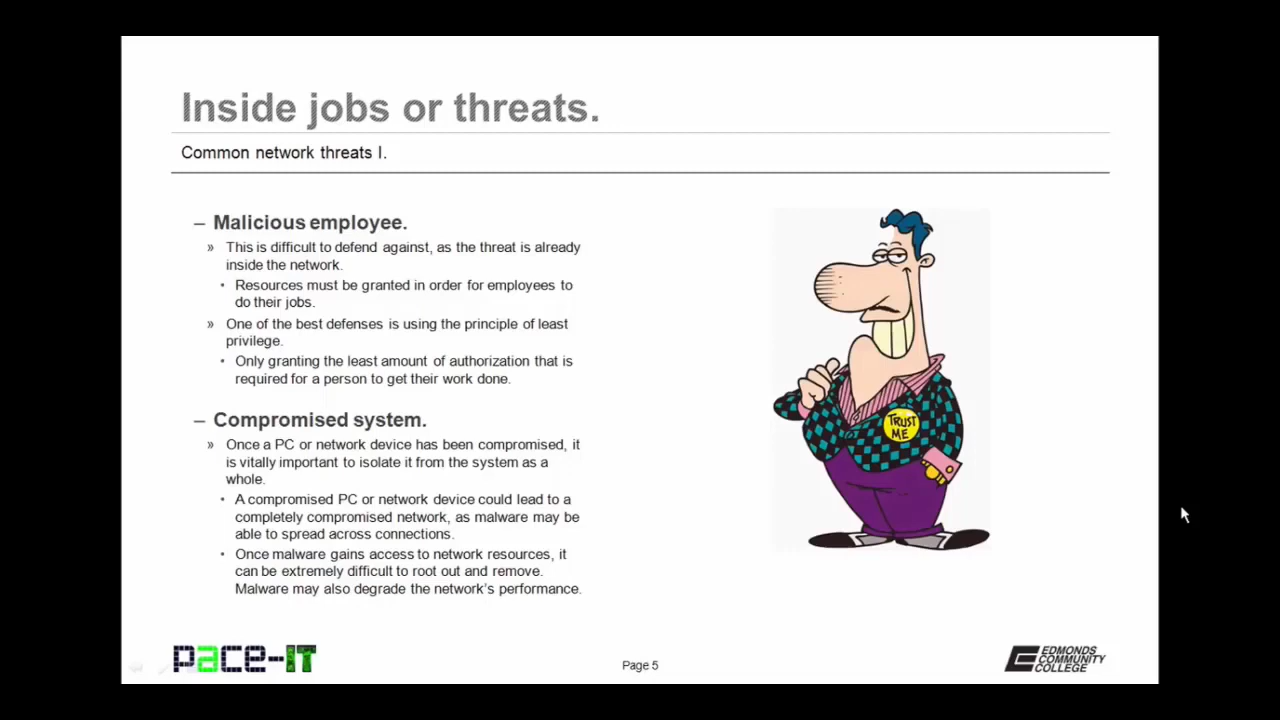 Inside jobs or threats.
Common network threats I.
– Malicious employee.
» This is difficult to defend against, as the threat is already
inside the network.
• Resources must be granted in order for employees to
do their jobs.
» One of the best defenses is using the principle of least
privilege.
• Only granting the least amount of authorization that is
required for a person to get their work done.
– Compromised system.
» Once a PC or network device has been compromised, it
is vitally important to isolate it from the system as a
whole.
• A compromised PC or network device could lead to a
completely compromised network, as malware may be
able to spread across connections.
• Once malware gains access to network resources, it
can be extremely difficult to root out and remove.
Malware may also degrade the network's performance.
TRUST
ME
pace-IT
Page 5
EDMONDS
COMMUNITY
COLLEGE